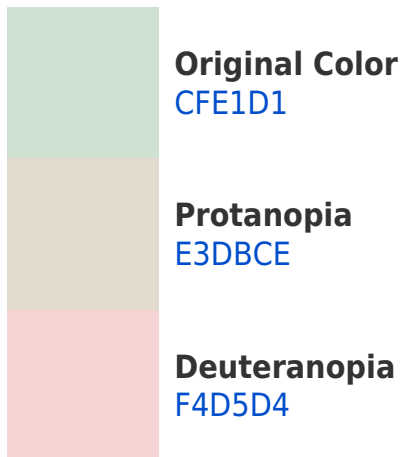 Original Color
CFE1D1
Protanopia
E3DBCE
Deuteranopia
F4D5D4